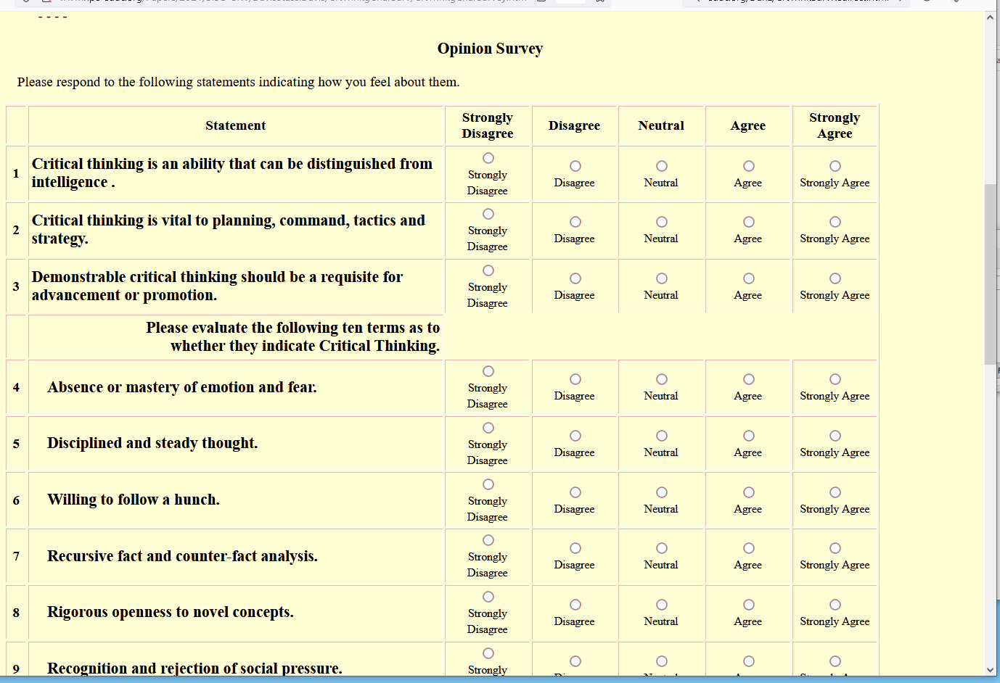 - - - -
Opinion Survey
Please respond to the following statements indicating how you feel about them.
Statement
Strongly
Disagree
Disagree
Neutral
Agree
Strongly
Agree
1
Critical thinking is an ability that can be distinguished from
intelligence .
Strongly
Disagree
Disagree
Neutral
Agree
Strongly Agree
2
Critical thinking is vital to planning, command, tactics and
strategy.
Strongly
Disagree
Disagree
Neutral
Agree
Strongly Agree
3
Demonstrable critical thinking should be a requisite for
advancement or promotion.
Strongly
Disagree
Disagree
Neutral
Agree
Strongly Agree
Please evaluate the following ten terms as to
whether they indicate Critical Thinking.
4
Absence or mastery of emotion and fear.
Strongly
Disagree
Disagree
Neutral
Agree
Strongly Agree
5
Disciplined and steady thought.
Strongly
Disagree
Disagree
Neutral
Agree
Strongly Agree
6
Willing to follow a hunch.
Strongly
Disagree
Disagree
Neutral
Agree
Strongly Agree
7
Recursive fact and counter-fact analysis.
Strongly
Disagree
Disagree
Neutral
Agree
Strongly Agree
8
Rigorous openness to novel concepts.
Strongly
Disagree
Disagree
Neutral
Agree
Strongly Agree
9
Recognition and rejection of social pressure.
Strongly